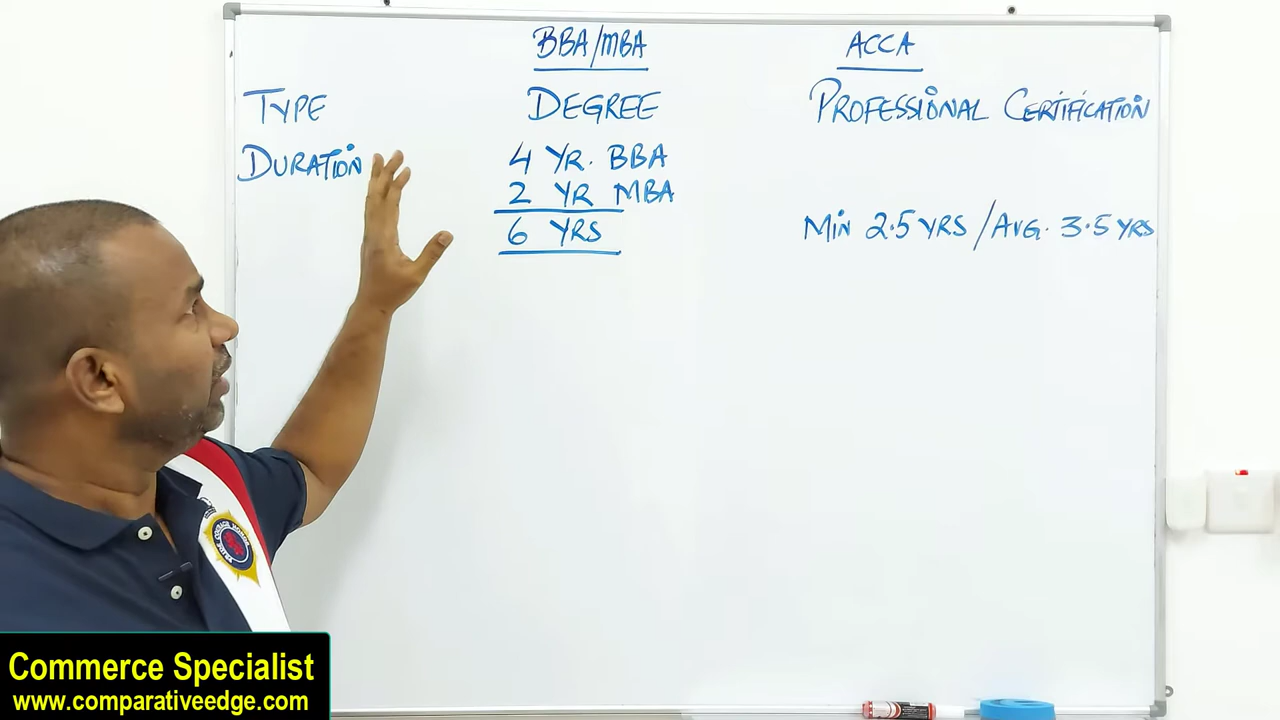 BBA/MBA ACCA
TYPE DEGREE PROFESSIONAL CERTIFICATION
DURATION 4 YR. BBA
2 YR MBA
6 YRS Min 2.5 YRS / AVG. 3.5 YRS
Commerce Specialist
www.comparativeedge.com